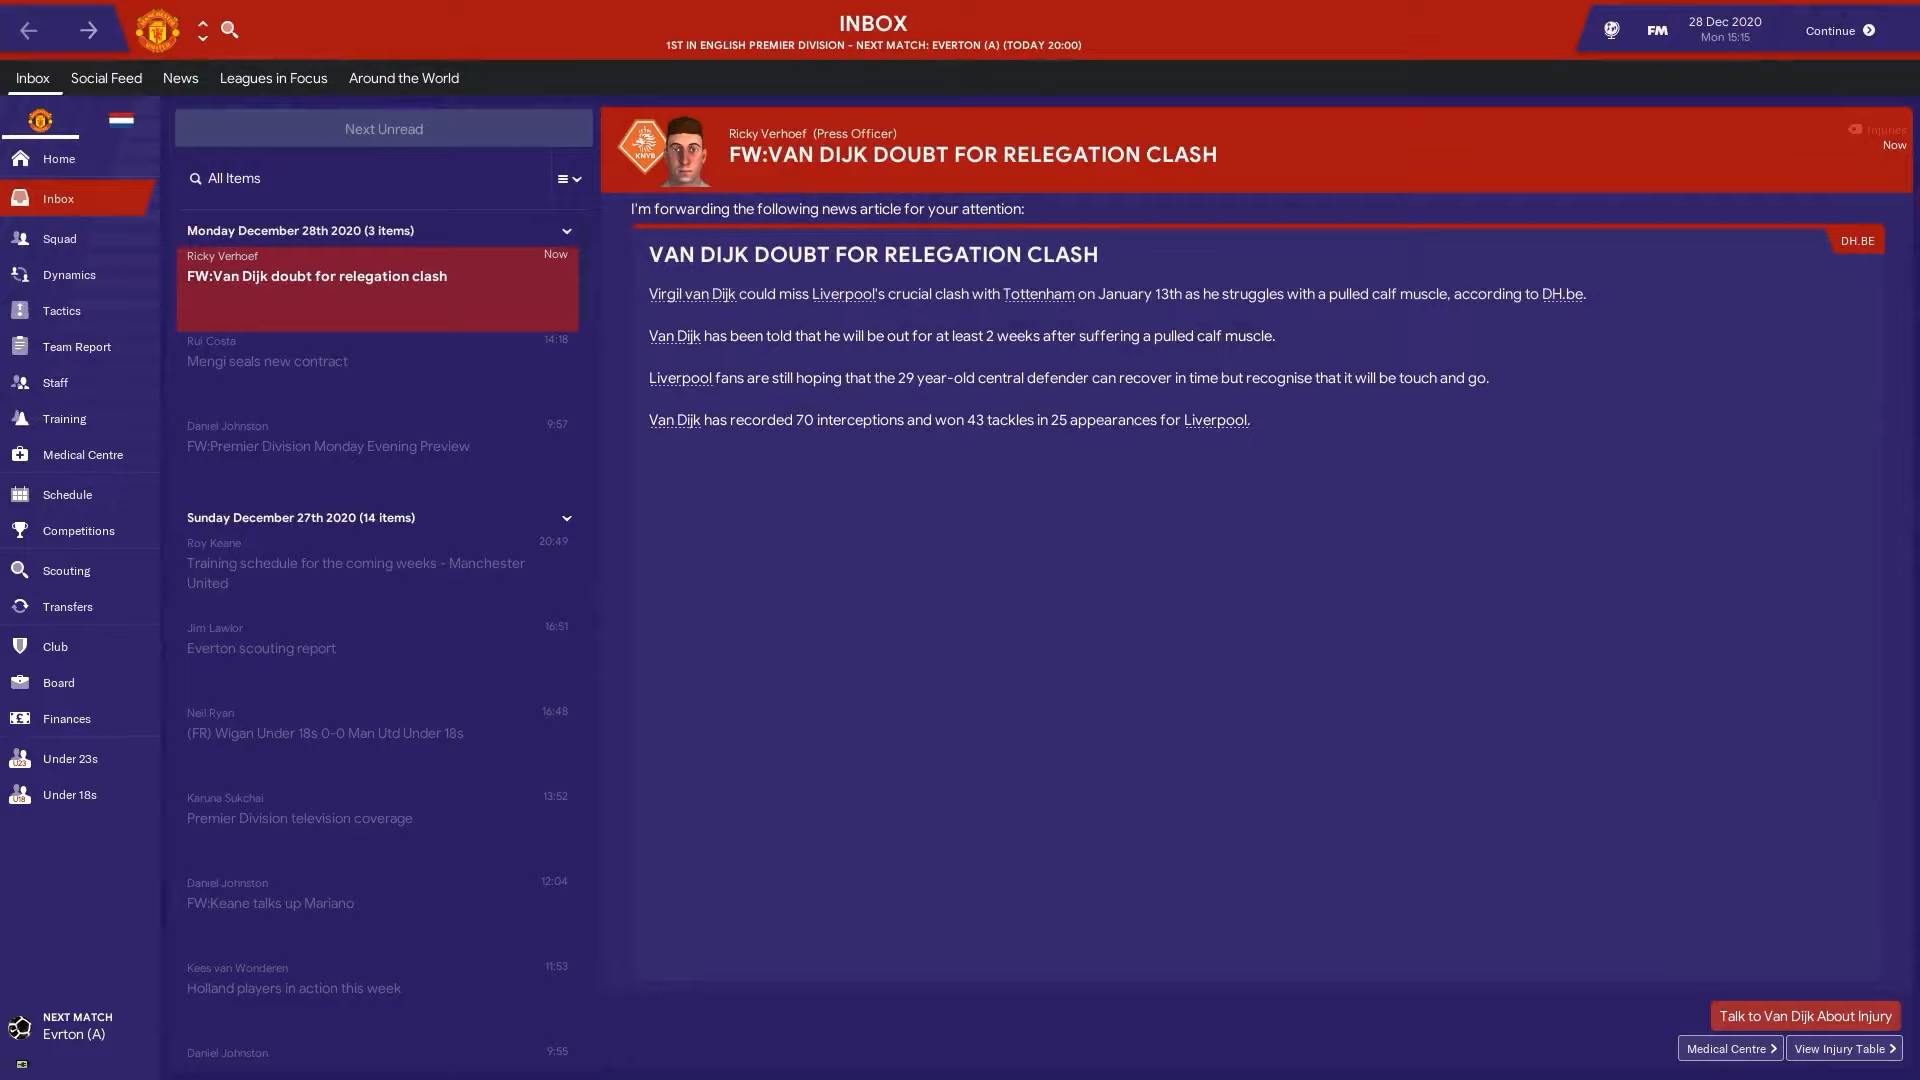 INBOX
1ST IN ENGLISH PREMIER DIVISION - NEXT MATCH: EVERTON (A) (TODAY 20:00)
FM
28 Dec 2020
Mon 15:15
Continue
Inbox
Social Feed
News
Leagues in Focus
Around the World
Home
Inbox
Squad
Dynamics
Tactics
Team Report
Staff
Training
Medical Centre
Schedule
Competitions
Scouting
Transfers
Club
Board
Finances
U23
Under 23s
U18
Under 18s
NEXT MATCH
Evrton (A)
Next Unread
All Items
Monday December 28th 2020 (3 items)
Ricky Verhoef Now
FW:Van Dijk doubt for relegation clash
Rui Costa 14:18
Mengi seals new contract
Daniel Johnston 9:57
FW:Premier Division Monday Evening Preview
Sunday December 27th 2020 (14 items)
Roy Keane 20:49
Training schedule for the coming weeks - Manchester
United
Jim Lawlor 16:51
Everton scouting report
Neil Ryan 16:48
(FR) Wigan Under 18s 0-0 Man Utd Under 18s
Karuna Sukchai 13:52
Premier Division television coverage
Daniel Johnston 12:04
FW:Keane talks up Mariano
Kees van Wonderen 11:53
Holland players in action this week
Daniel Johnston 9:55
KNVB
Ricky Verhoef (Press Officer)
FW:VAN DIJK DOUBT FOR RELEGATION CLASH
Injuries
Now
I'm forwarding the following news article for your attention:
DH.BE
VAN DIJK DOUBT FOR RELEGATION CLASH
Virgil van Dijk could miss Liverpool's crucial clash with Tottenham on January 13th as he struggles with a pulled calf muscle, according to DH.be.
Van Dijk has been told that he will be out for at least 2 weeks after suffering a pulled calf muscle.
Liverpool fans are still hoping that the 29 year-old central defender can recover in time but recognise that it will be touch and go.
Van Dijk has recorded 70 interceptions and won 43 tackles in 25 appearances for Liverpool.
Talk to Van Dijk About Injury
Medical Centre
View Injury Table